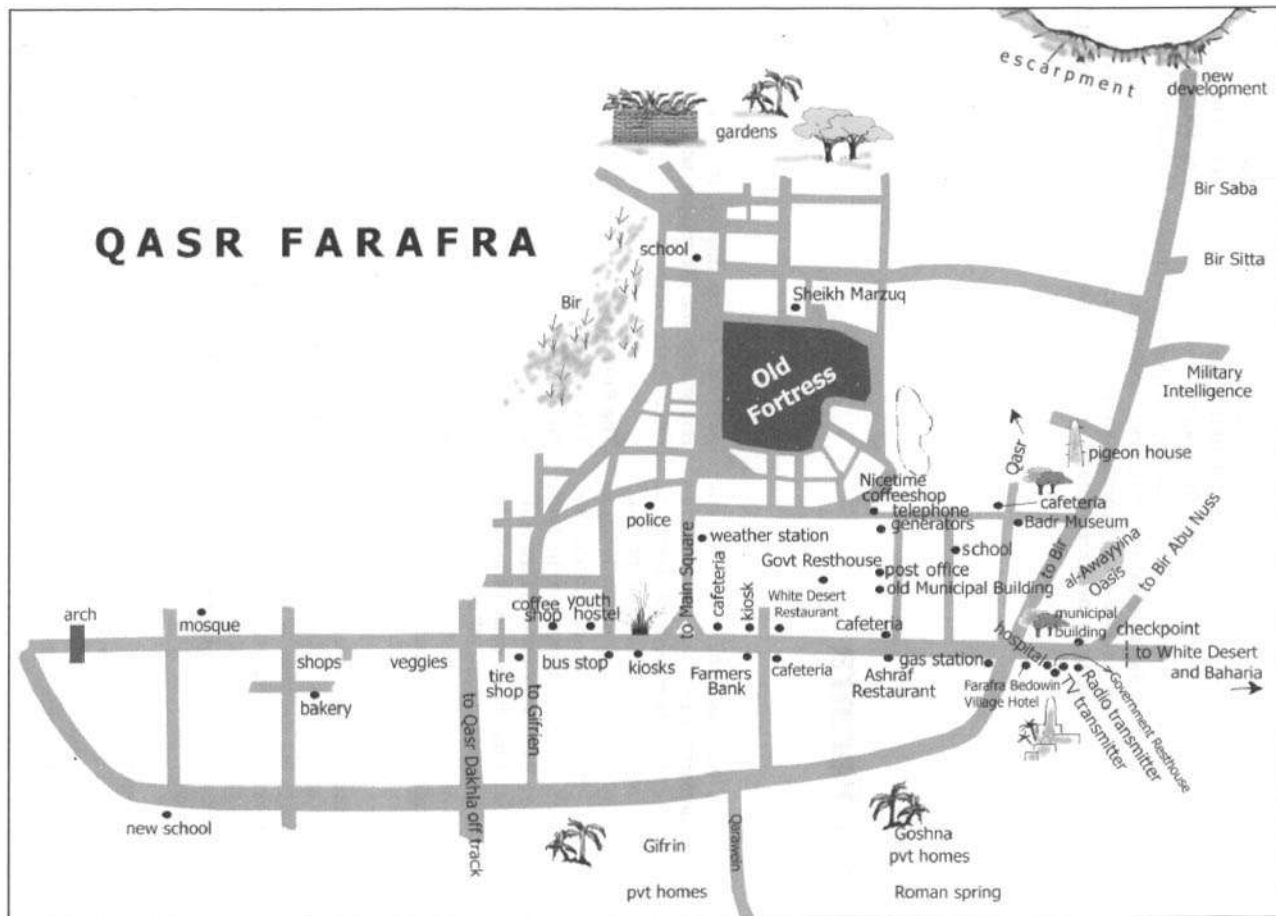 escarpment
new
development
gardens
Bir Saba
QASR FARAFRA
school
Bir Sitta
Bir
Sheikh Marzuq
Old
Fortress
Military
Intelligence
Qasr
pigeon house
Nicetime
coffeeshop
telephone
generators
cafeteria
Badr Museum
police
weather station
school
Govt Resthouse
post office
old Municipal Building
White Desert
Restaurant
to Main Square
cafeteria
kiosk
to Bir
al-Awayyina
Oasis
to Bir Abu Nuss
arch
mosque
coffee
shop
youth
hostel
cafeteria
hospital
municipal
building
checkpoint
to White Desert
and Baharia
shops
veggies
tire
shop
bus stop
kiosks
Farmers
Bank
cafeteria
Ashraf
Restaurant
gas station
Farafra Bedowin
Village Hotel
TV transmitter
Radio transmitter
Government Resthouse
bakery
to Gifrien
to Qasr Dakhla off track
new school
Gifrin
pvt homes
Qirawein
Goshna
pvt homes
Roman spring